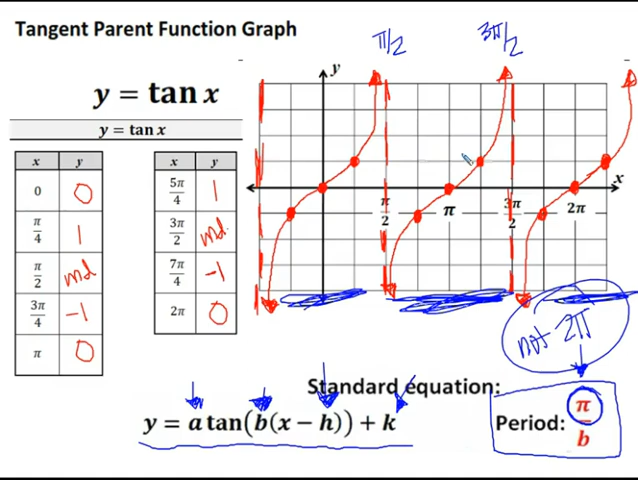 Tangent Parent Function Graph
π/2
3π/2
y = tan x
y
y = tan x
x y
0 0
π/4 1
π/2 und
3π/4 -1
π 0
x y
5π/4 1
3π/2 und.
7π/4 -1
2π 0
x
π/2 π 3π/2 2π
not 2π
Standard equation:
y = a tan(b(x − h)) + k
Period: π/b